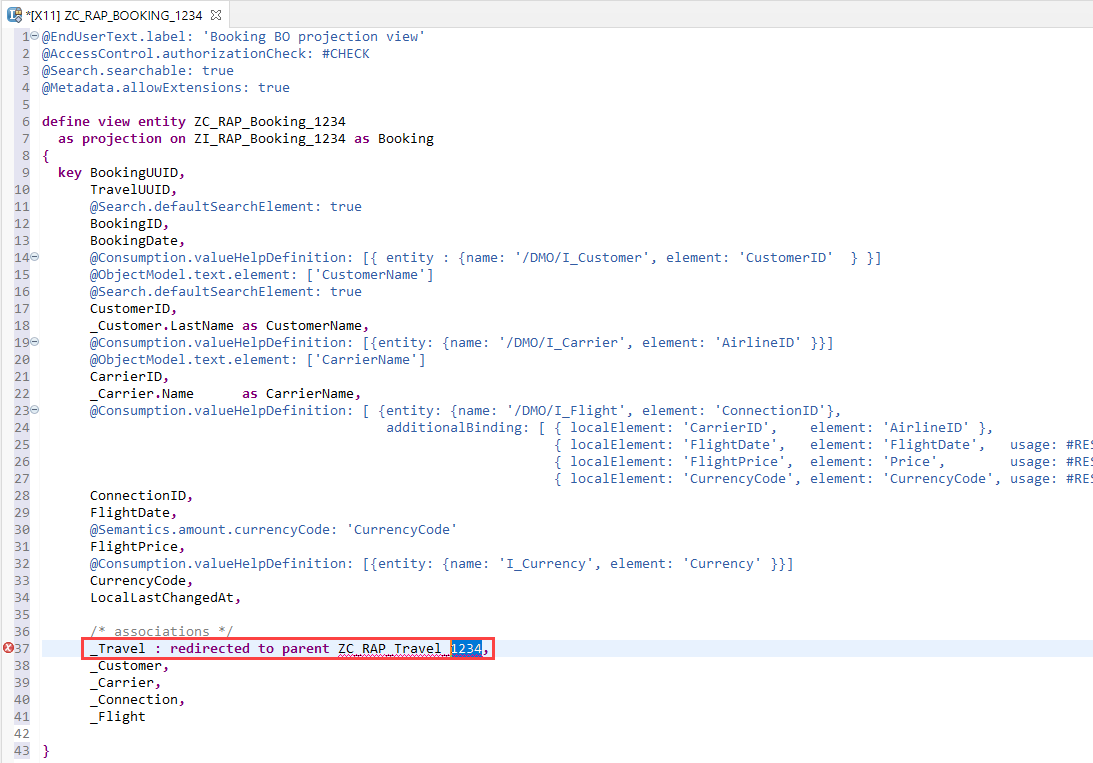 *[X11] ZC_RAP_BOOKING_1234
1 @EndUserText.label: 'Booking BO projection view'
2 @AccessControl.authorizationCheck: #CHECK
3 @Search.searchable: true
4 @Metadata.allowExtensions: true
5
6 define view entity ZC_RAP_Booking_1234
7 as projection on ZI_RAP_Booking_1234 as Booking
8 {
9 key BookingUUID,
10 TravelUUID,
11 @Search.defaultSearchElement: true
12 BookingID,
13 BookingDate,
14 @Consumption.valueHelpDefinition: [{ entity : {name: '/DMO/I_Customer', element: 'CustomerID'  } }]
15 @ObjectModel.text.element: ['CustomerName']
16 @Search.defaultSearchElement: true
17 CustomerID,
18 _Customer.LastName as CustomerName,
19 @Consumption.valueHelpDefinition: [{entity: {name: '/DMO/I_Carrier', element: 'AirlineID' }}]
20 @ObjectModel.text.element: ['CarrierName']
21 CarrierID,
22 _Carrier.Name      as CarrierName,
23 @Consumption.valueHelpDefinition: [ {entity: {name: '/DMO/I_Flight', element: 'ConnectionID'},
24 additionalBinding: [ { localElement: 'CarrierID',    element: 'AirlineID' },
25 { localElement: 'FlightDate',   element: 'FlightDate',   usage: #RES
26 { localElement: 'FlightPrice',  element: 'Price',        usage: #RES
27 { localElement: 'CurrencyCode', element: 'CurrencyCode', usage: #RES
28 ConnectionID,
29 FlightDate,
30 @Semantics.amount.currencyCode: 'CurrencyCode'
31 FlightPrice,
32 @Consumption.valueHelpDefinition: [{entity: {name: 'I_Currency', element: 'Currency' }}]
33 CurrencyCode,
34 LocalLastChangedAt,
35
36 /* associations */
37 _Travel : redirected to parent ZC_RAP_Travel_1234,
38 _Customer,
39 _Carrier,
40 _Connection,
41 _Flight
42
43 }